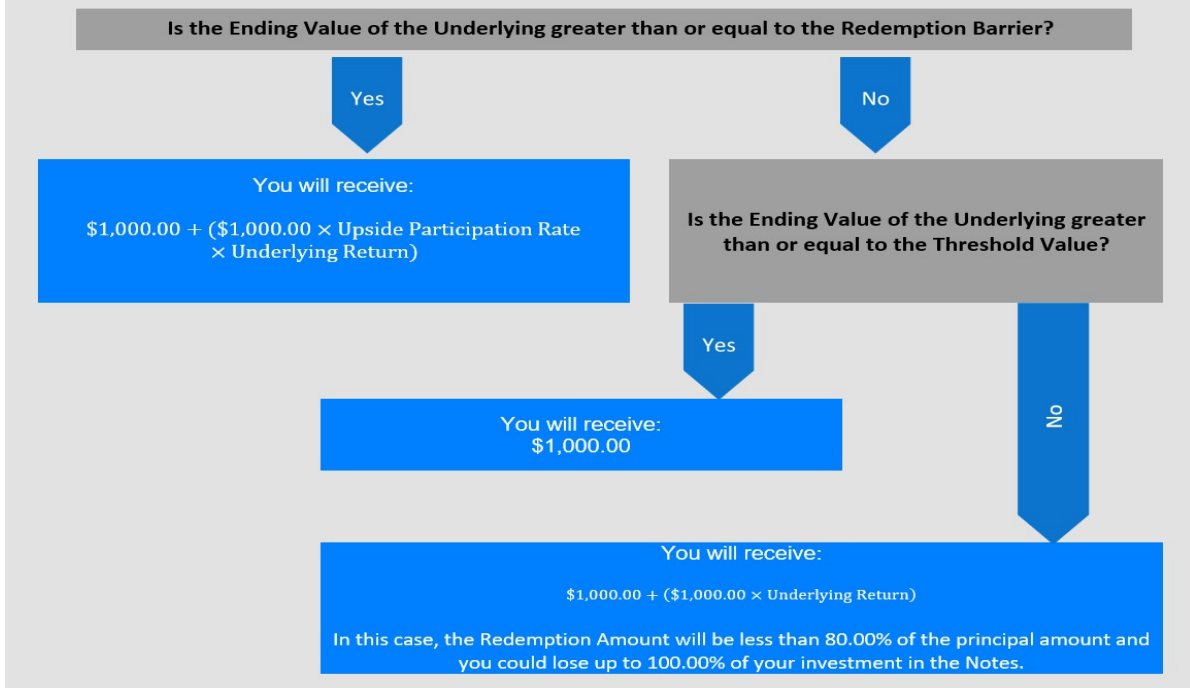 Is the Ending Value of the Underlying greater than or equal to the Redemption Barrier?
Yes
No
You will receive:
$1,000.00 + ($1,000.00 × Upside Participation Rate
× Underlying Return)
Is the Ending Value of the Underlying greater
than or equal to the Threshold Value?
Yes
No
You will receive:
$1,000.00
You will receive:
$1,000.00 + ($1,000.00 × Underlying Return)
In this case, the Redemption Amount will be less than 80.00% of the principal amount and
you could lose up to 100.00% of your investment in the Notes.